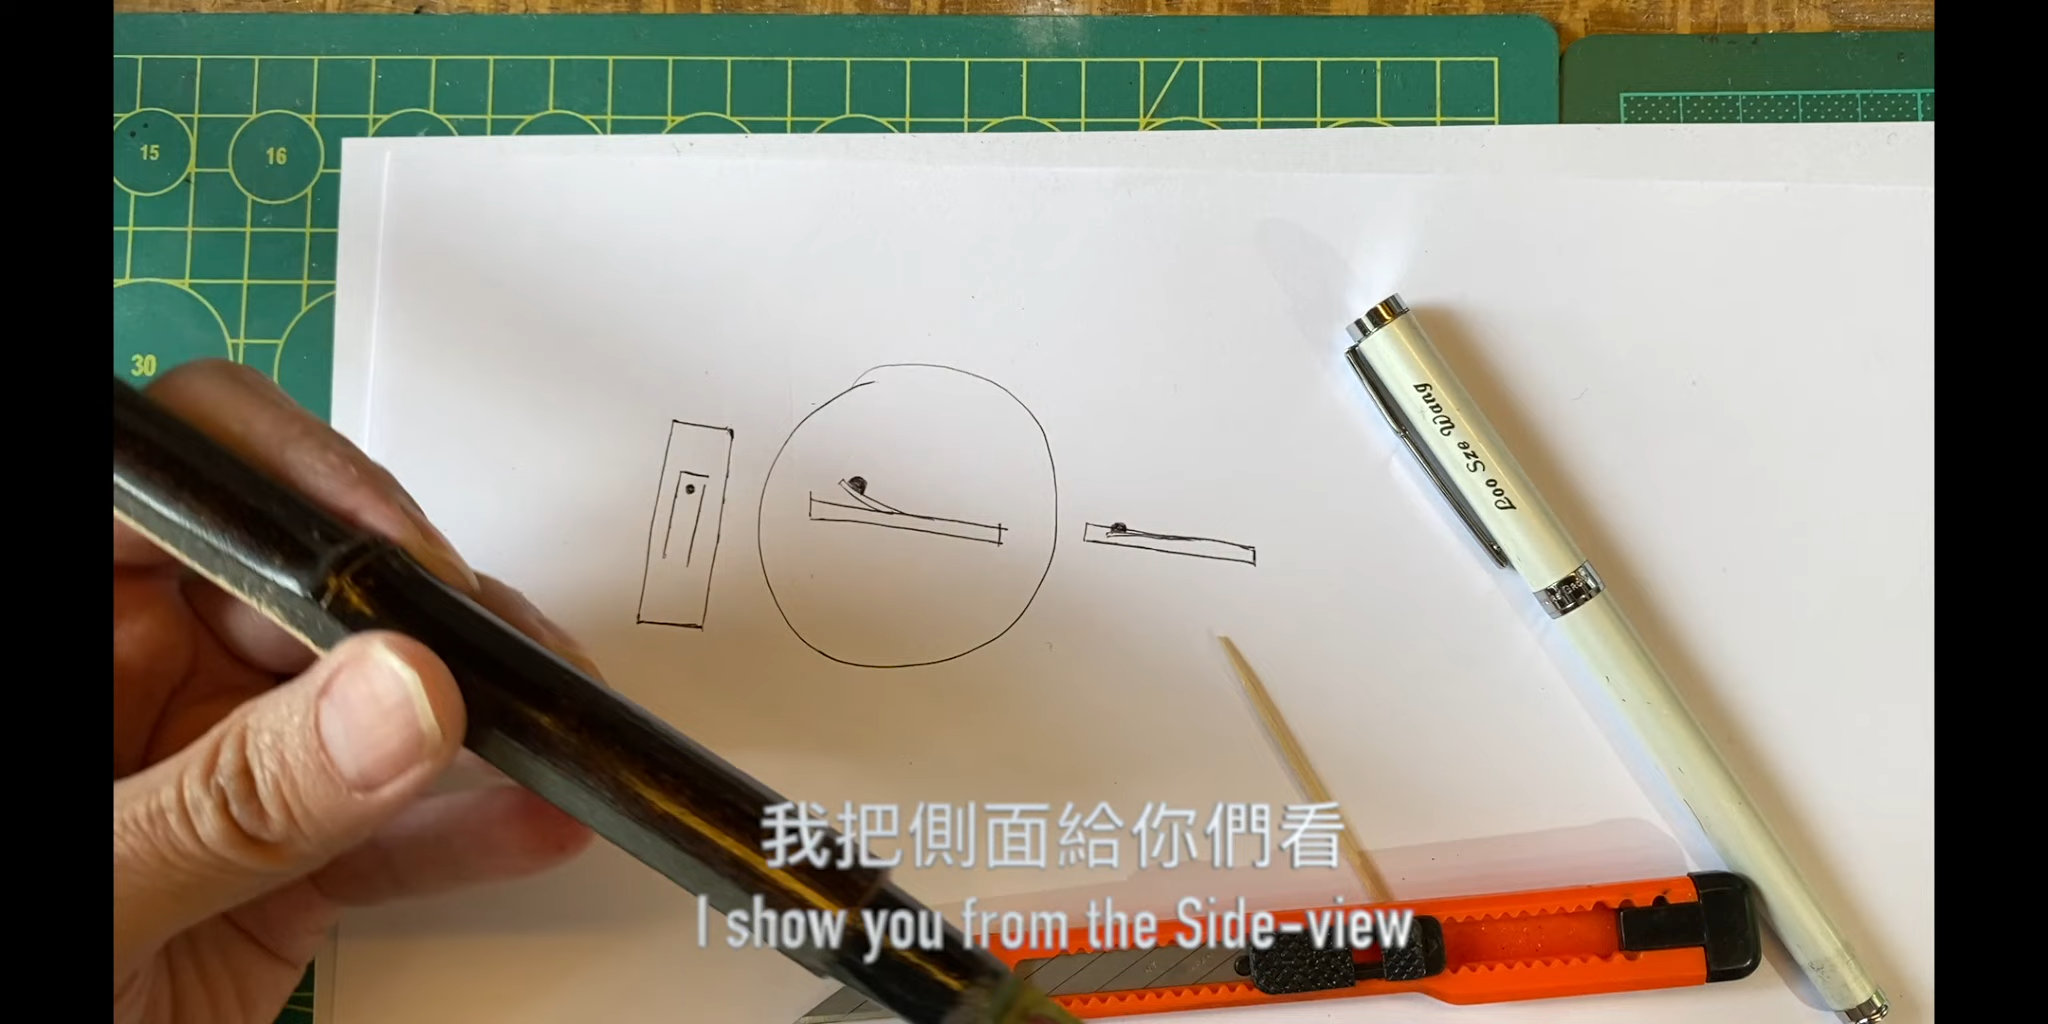 15
16
30
Loo Sze Wang
我把側面給你們看
I show you from the Side-view